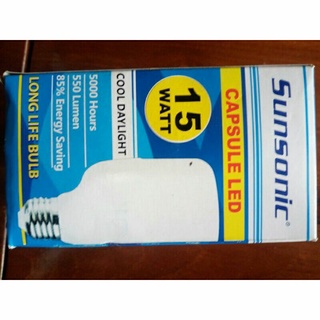 Sunsonic
CAPSULE LED
15
WATT
COOL DAYLIGHT
5000 Hours
550 Lumen
85% Energy Saving
LONG LIFE BULB